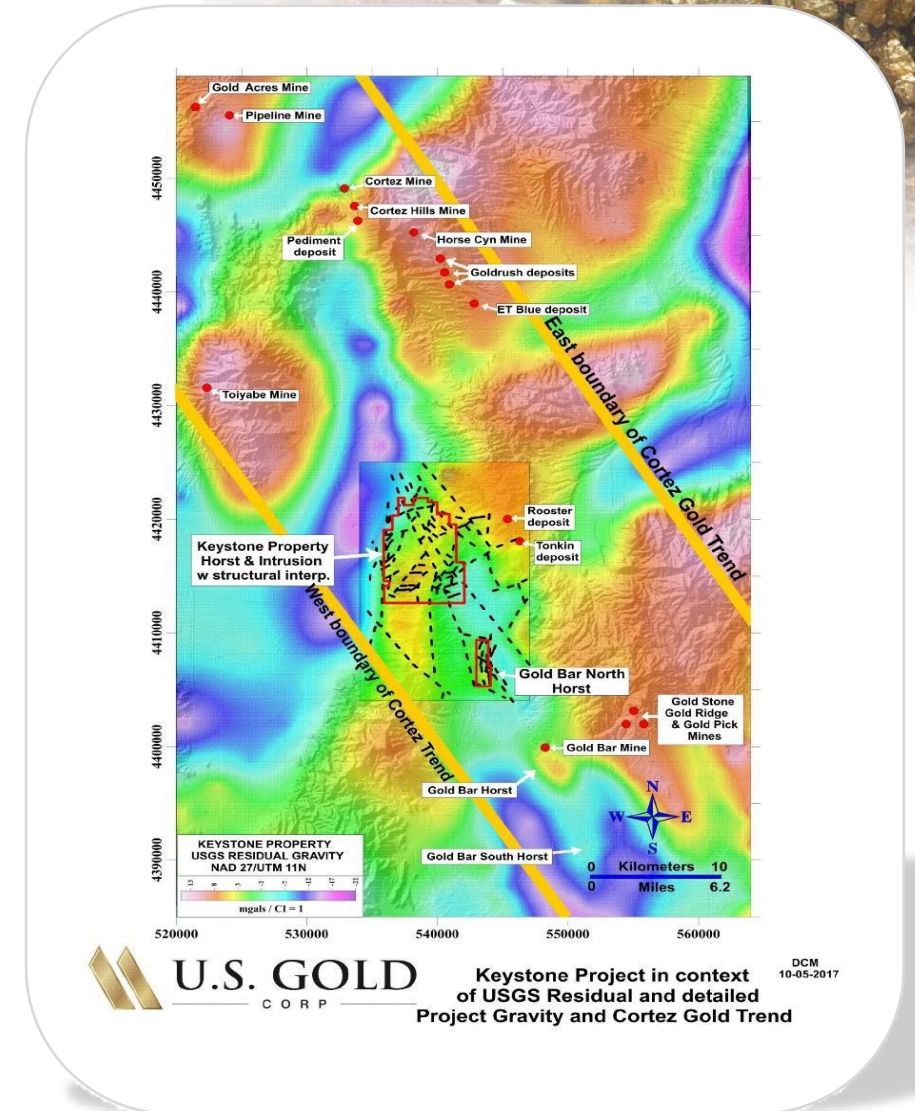 Gold Acres Mine
Pipeline Mine
Cortez Mine
Cortez Hills Mine
Pediment
deposit
Horse Cyn Mine
Goldrush deposits
ET Blue deposit
East boundary of Cortez Gold Trend
Toiyabe Mine
Rooster
deposit
Tonkin
deposit
Keystone Property
Horst & Intrusion
w structural interp.
West boundary of Cortez Trend
Gold Bar North
Horst
Gold Stone
Gold Ridge
& Gold Pick
Mines
Gold Bar Mine
Gold Bar Horst
Gold Bar South Horst
N
W
E
S
0 Kilometers 10
0 Miles 6.2
KEYSTONE PROPERTY
USGS RESIDUAL GRAVITY
NAD 27/UTM 11N
mgals / CI = 1
4450000
4440000
4430000
4420000
4410000
4400000
4390000
520000
530000
540000
550000
560000
U.S. GOLD
CORP
Keystone Project in context
of USGS Residual and detailed
Project Gravity and Cortez Gold Trend
DCM
10-05-2017